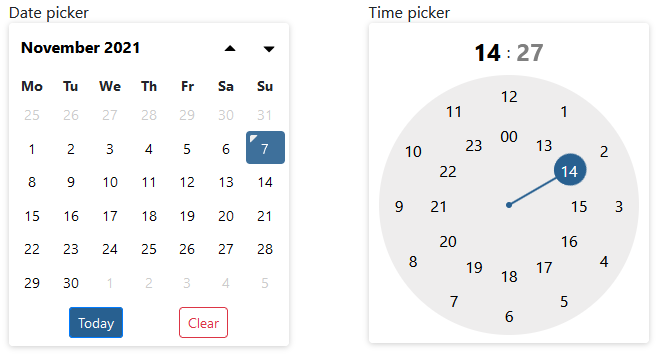 Date picker
November 2021
Mo Tu We Th Fr Sa Su
25 26 27 28 29 30 31
1 2 3 4 5 6 7
8 9 10 11 12 13 14
15 16 17 18 19 20 21
22 23 24 25 26 27 28
29 30 1 2 3 4 5
Today Clear
Time picker
14 : 27
12
11 1
00
23 13
10 2
22 14
9 21 15 3
20 16
8 4
19 17
18
7 5
6